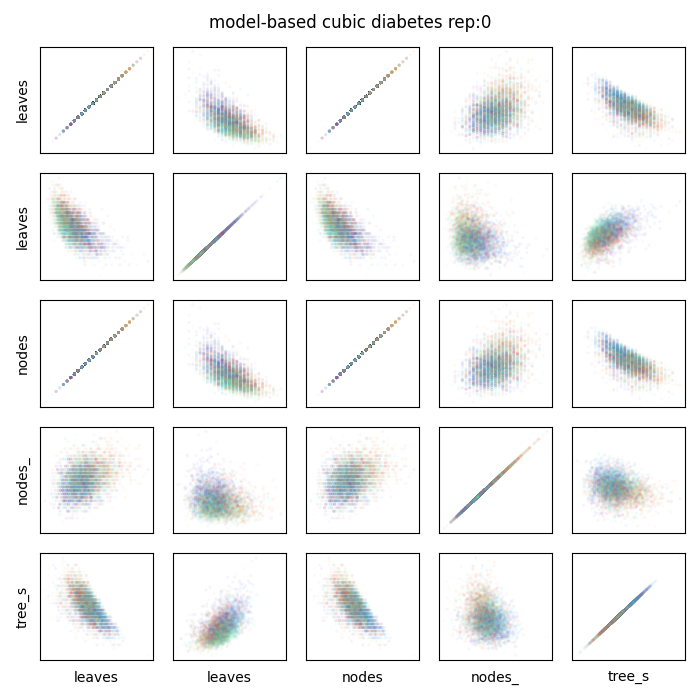 model-based cubic diabetes rep:0
leaves
leaves
nodes
nodes_
tree_s
leaves leaves nodes nodes_ tree_s